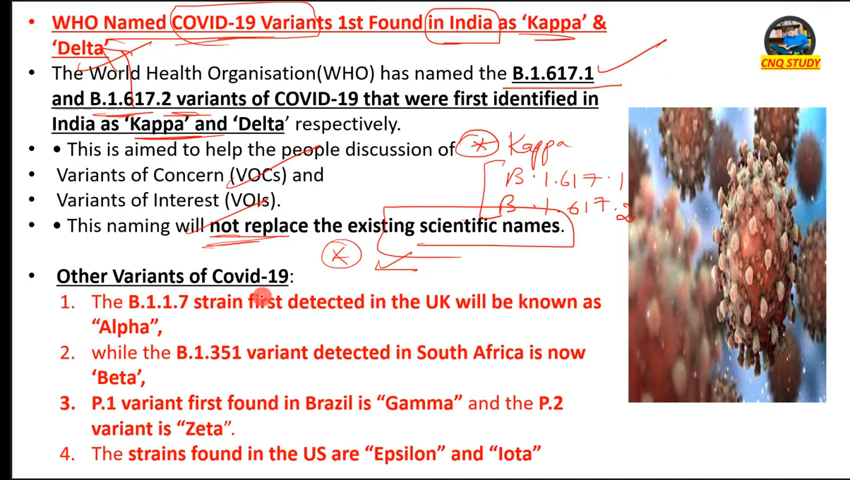 WHO Named COVID-19 Variants 1st Found in India as ‘Kappa’ &
‘Delta’
CNQ STUDY
The World Health Organisation(WHO) has named the B.1.617.1
and B.1.617.2 variants of COVID-19 that were first identified in
India as ‘Kappa’ and ‘Delta’ respectively.
• This is aimed to help the people discussion of
Kappa
Variants of Concern (VOCs) and
B.1.617.1
Variants of Interest (VOIs).
B.1.617.2
• This naming will not replace the existing scientific names.
Other Variants of Covid-19:
1. The B.1.1.7 strain first detected in the UK will be known as
“Alpha”,
2. while the B.1.351 variant detected in South Africa is now
‘Beta’,
3. P.1 variant first found in Brazil is “Gamma” and the P.2
variant is “Zeta”.
4. The strains found in the US are “Epsilon” and “Iota”